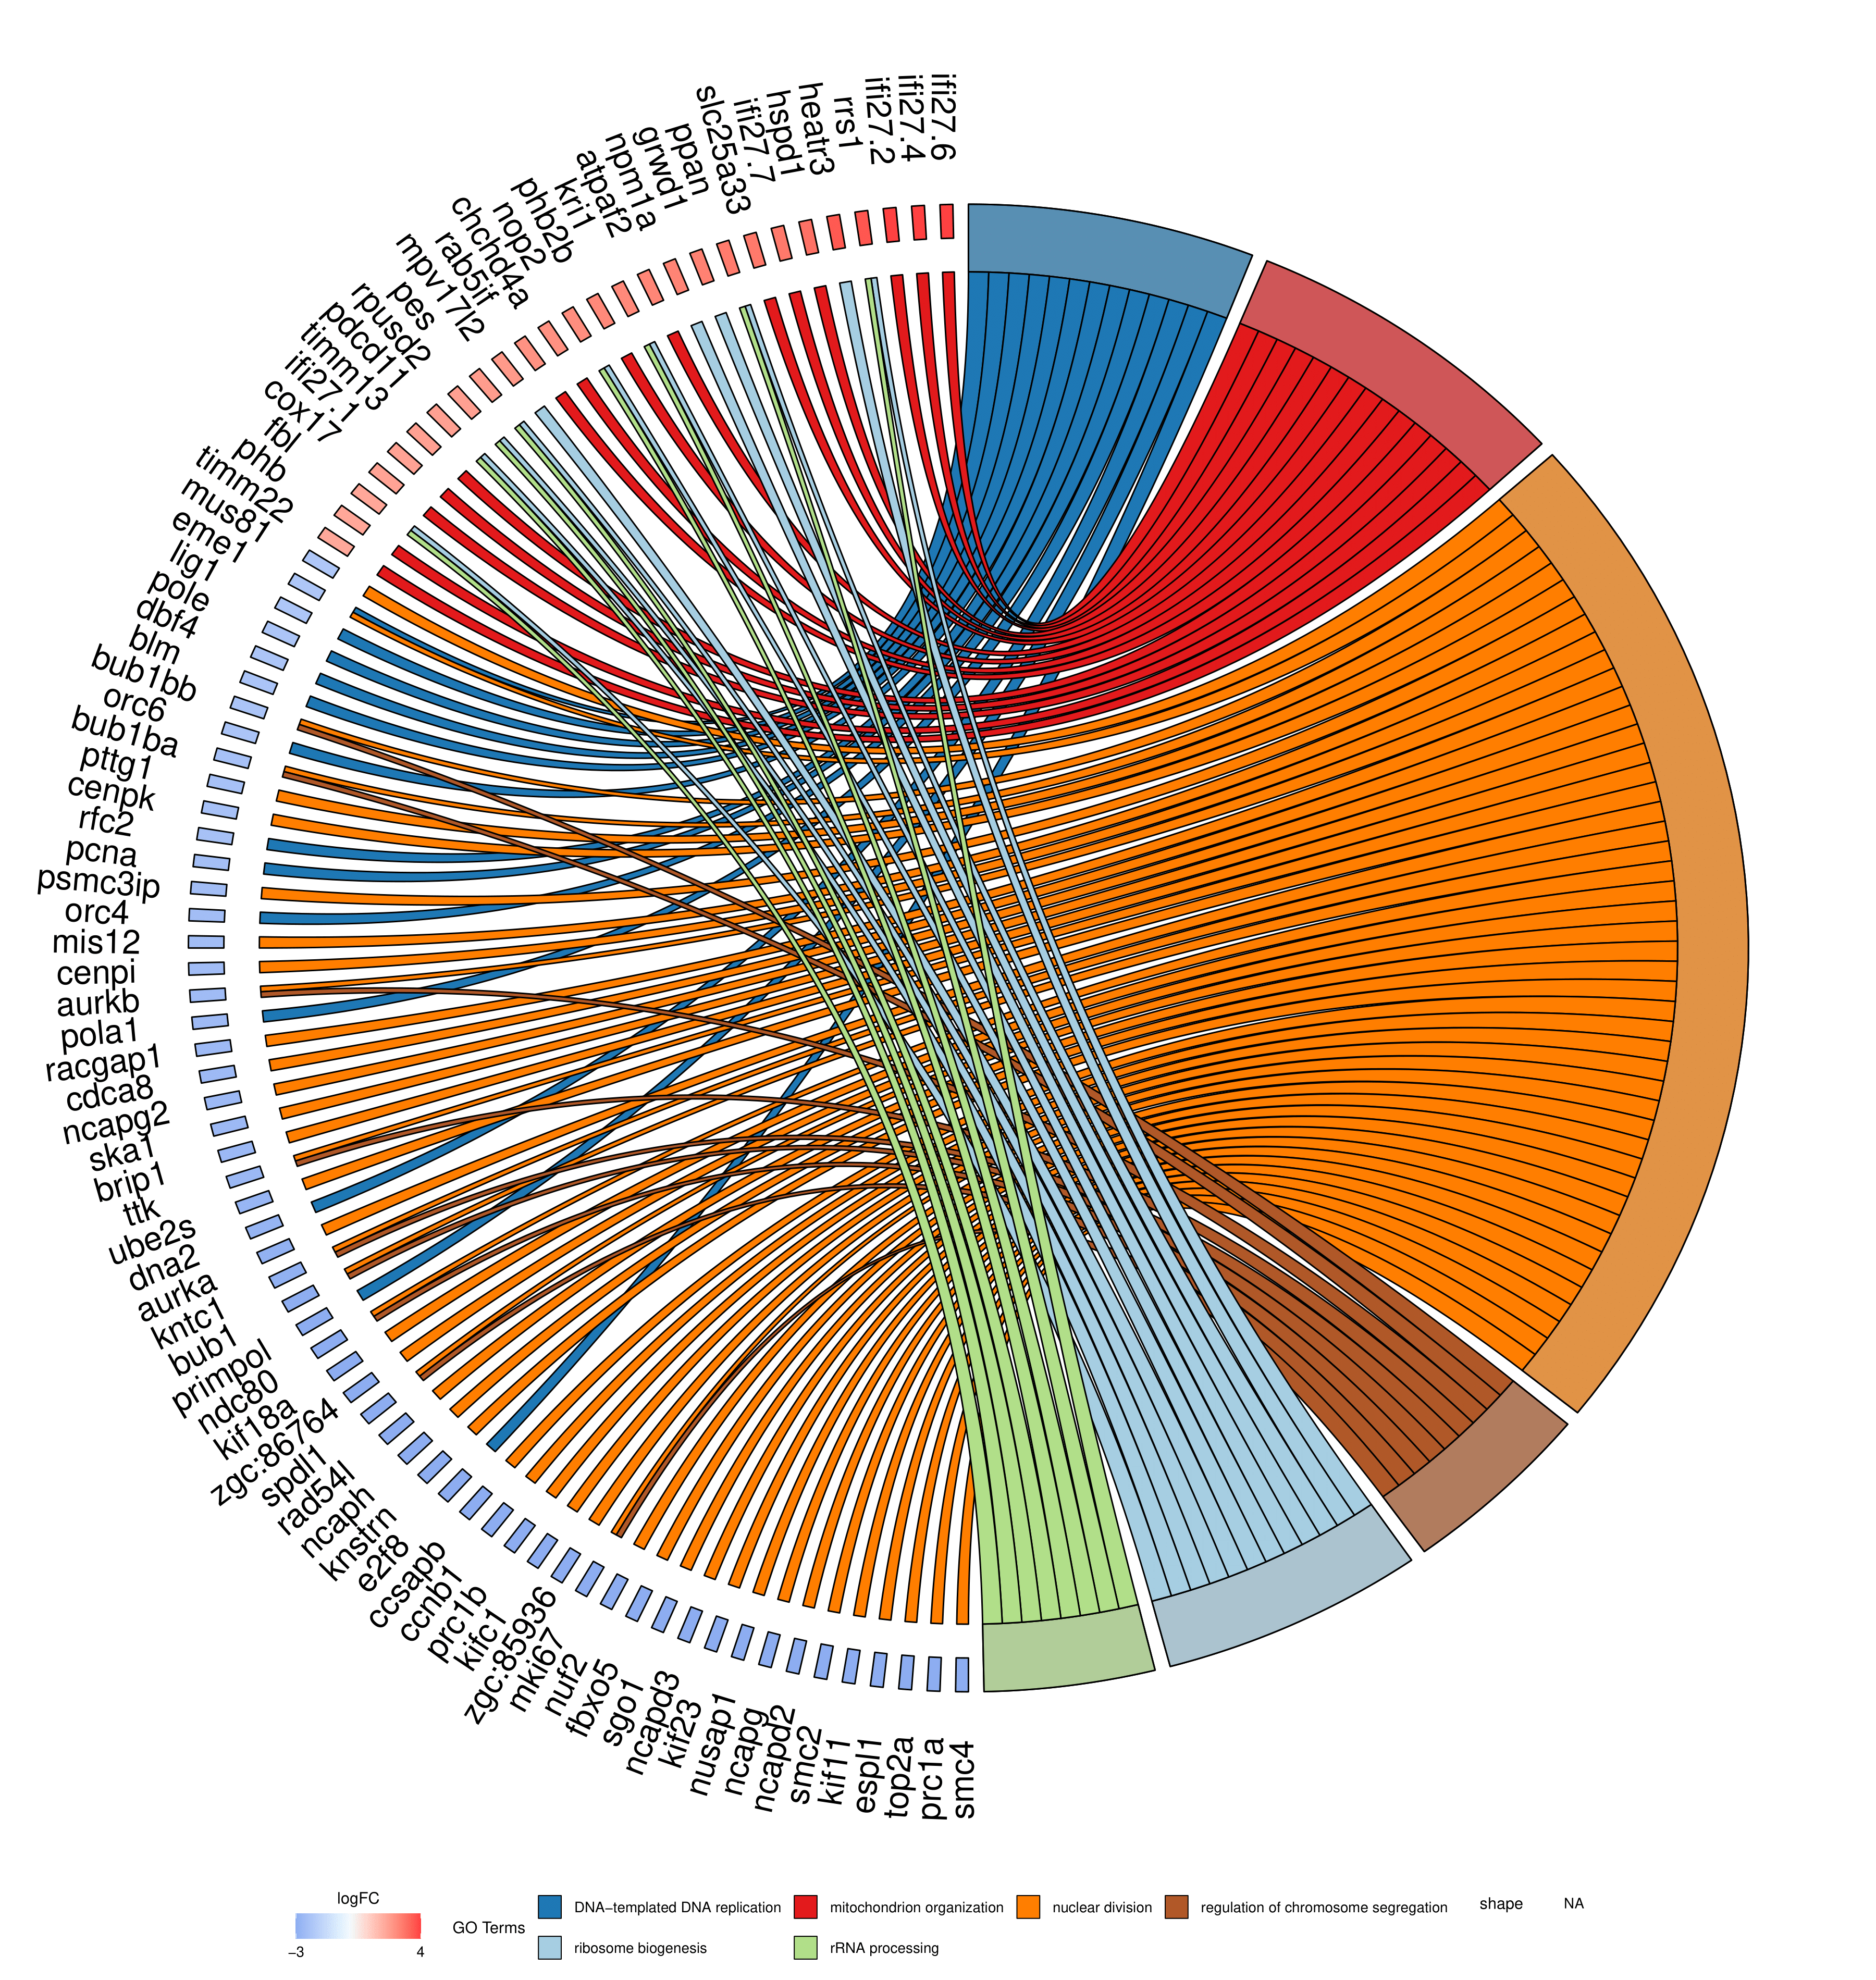 ifi27.6
ifi27.4
ifi27.2
rrs1
heatr3
hspd1
ifi27.7
slc25a33
ppan
grwd1
npm1a
atpaf2
kri1
phb2b
nop2
chchd4a
rab5if
mpv17l2
pes
rpusd2
pdcd11
timm13
ifi27.1
cox17
fbl
phb
timm22
mus81
eme1
lig1
pole
dbf4
blm
bub1bb
orc6
bub1ba
pttg1
cenpk
rfc2
pcna
psmc3ip
orc4
mis12
cenpi
aurkb
pola1
racgap1
cdca8
ncapg2
ska1
brip1
ttk
ube2s
dna2
aurka
kntc1
bub1
primpol
ndc80
kif18a
zgc:86764
spdl1
rad54l
ncaph
knstrn
e2f8
ccsapb
ccnb1
prc1b
kifc1
zgc:85936
mki67
nuf2
fbxo5
sgo1
ncapd3
kif23
nusap1
ncapg
ncapd2
smc2
kif11
espl1
top2a
prc1a
smc4
logFC
−3 4
GO Terms
DNA−templated DNA replication
mitochondrion organization
nuclear division
regulation of chromosome segregation
ribosome biogenesis
rRNA processing
shape NA